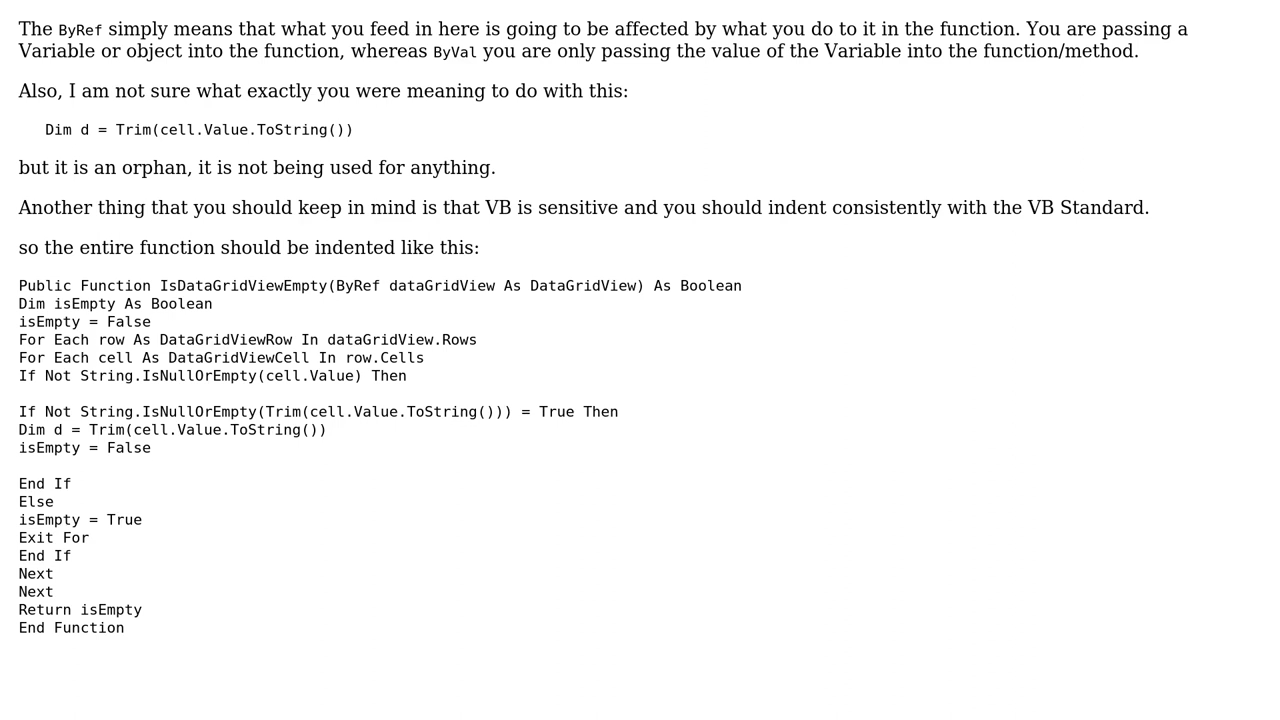 The ByRef simply means that what you feed in here is going to be affected by what you do to it in the function. You are passing a
Variable or object into the function, whereas ByVal you are only passing the value of the Variable into the function/method.
Also, I am not sure what exactly you were meaning to do with this:
Dim d = Trim(cell.Value.ToString())
but it is an orphan, it is not being used for anything.
Another thing that you should keep in mind is that VB is sensitive and you should indent consistently with the VB Standard.
so the entire function should be indented like this:
Public Function IsDataGridViewEmpty(ByRef dataGridView As DataGridView) As Boolean
Dim isEmpty As Boolean
isEmpty = False
For Each row As DataGridViewRow In dataGridView.Rows
For Each cell As DataGridViewCell In row.Cells
If Not String.IsNullOrEmpty(cell.Value) Then
If Not String.IsNullOrEmpty(Trim(cell.Value.ToString())) = True Then
Dim d = Trim(cell.Value.ToString())
isEmpty = False
End If
Else
isEmpty = True
Exit For
End If
Next
Next
Return isEmpty
End Function